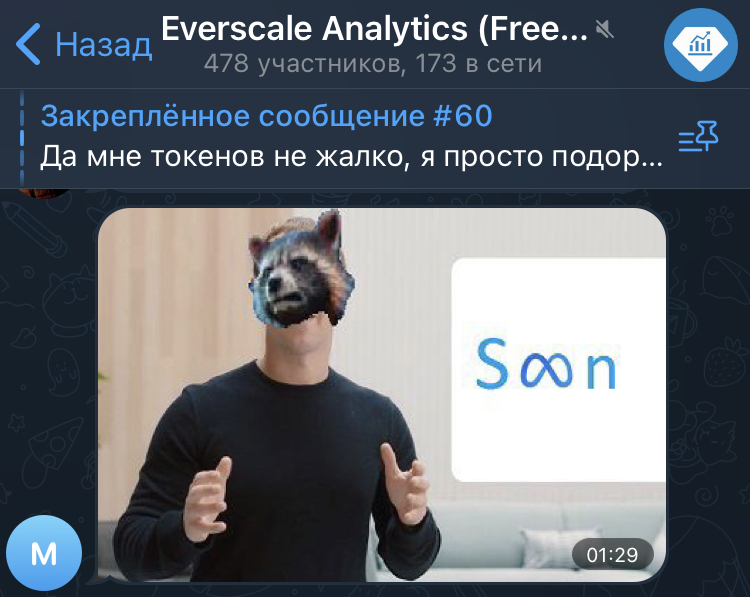 Назад
Everscale Analytics (Free...
478 участников, 173 в сети
Закреплённое сообщение #60
Да мне токенов не жалко, я просто подор...
S∞n
01:29
М